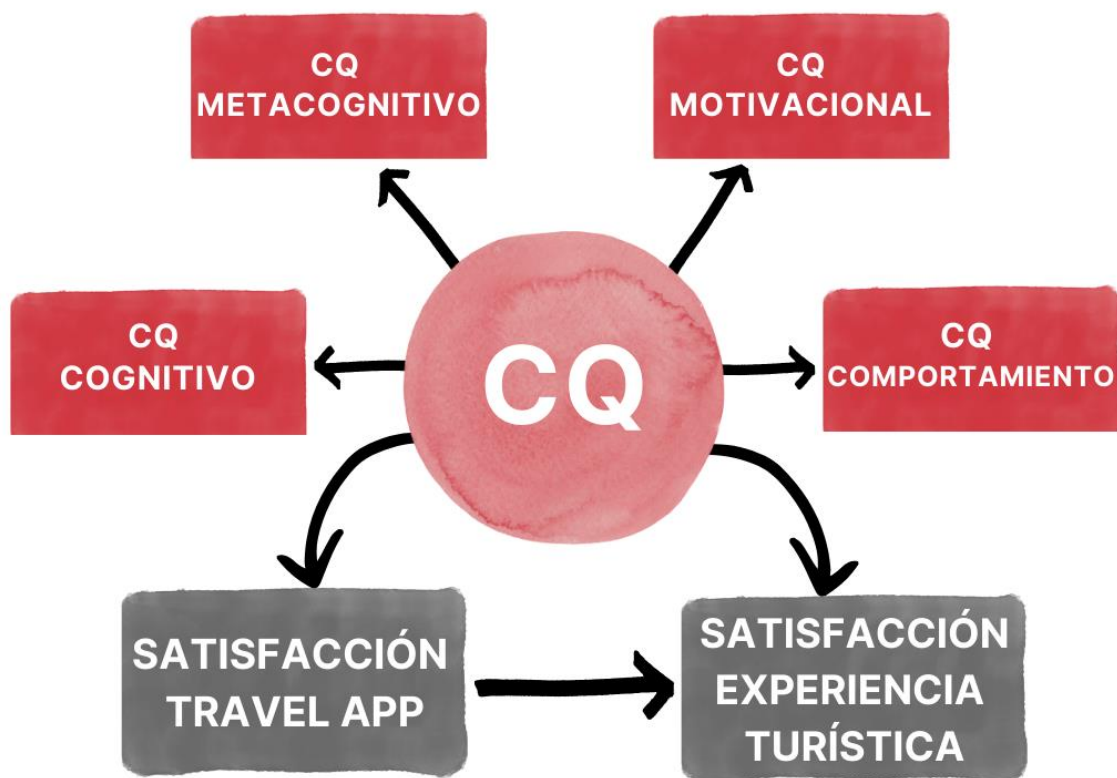 CQ
METACOGNITIVO
CQ
MOTIVACIONAL
CQ
COGNITIVO
CQ
CQ
COMPORTAMIENTO
SATISFACCIÓN
TRAVEL APP
SATISFACCIÓN
EXPERIENCIA
TURÍSTICA